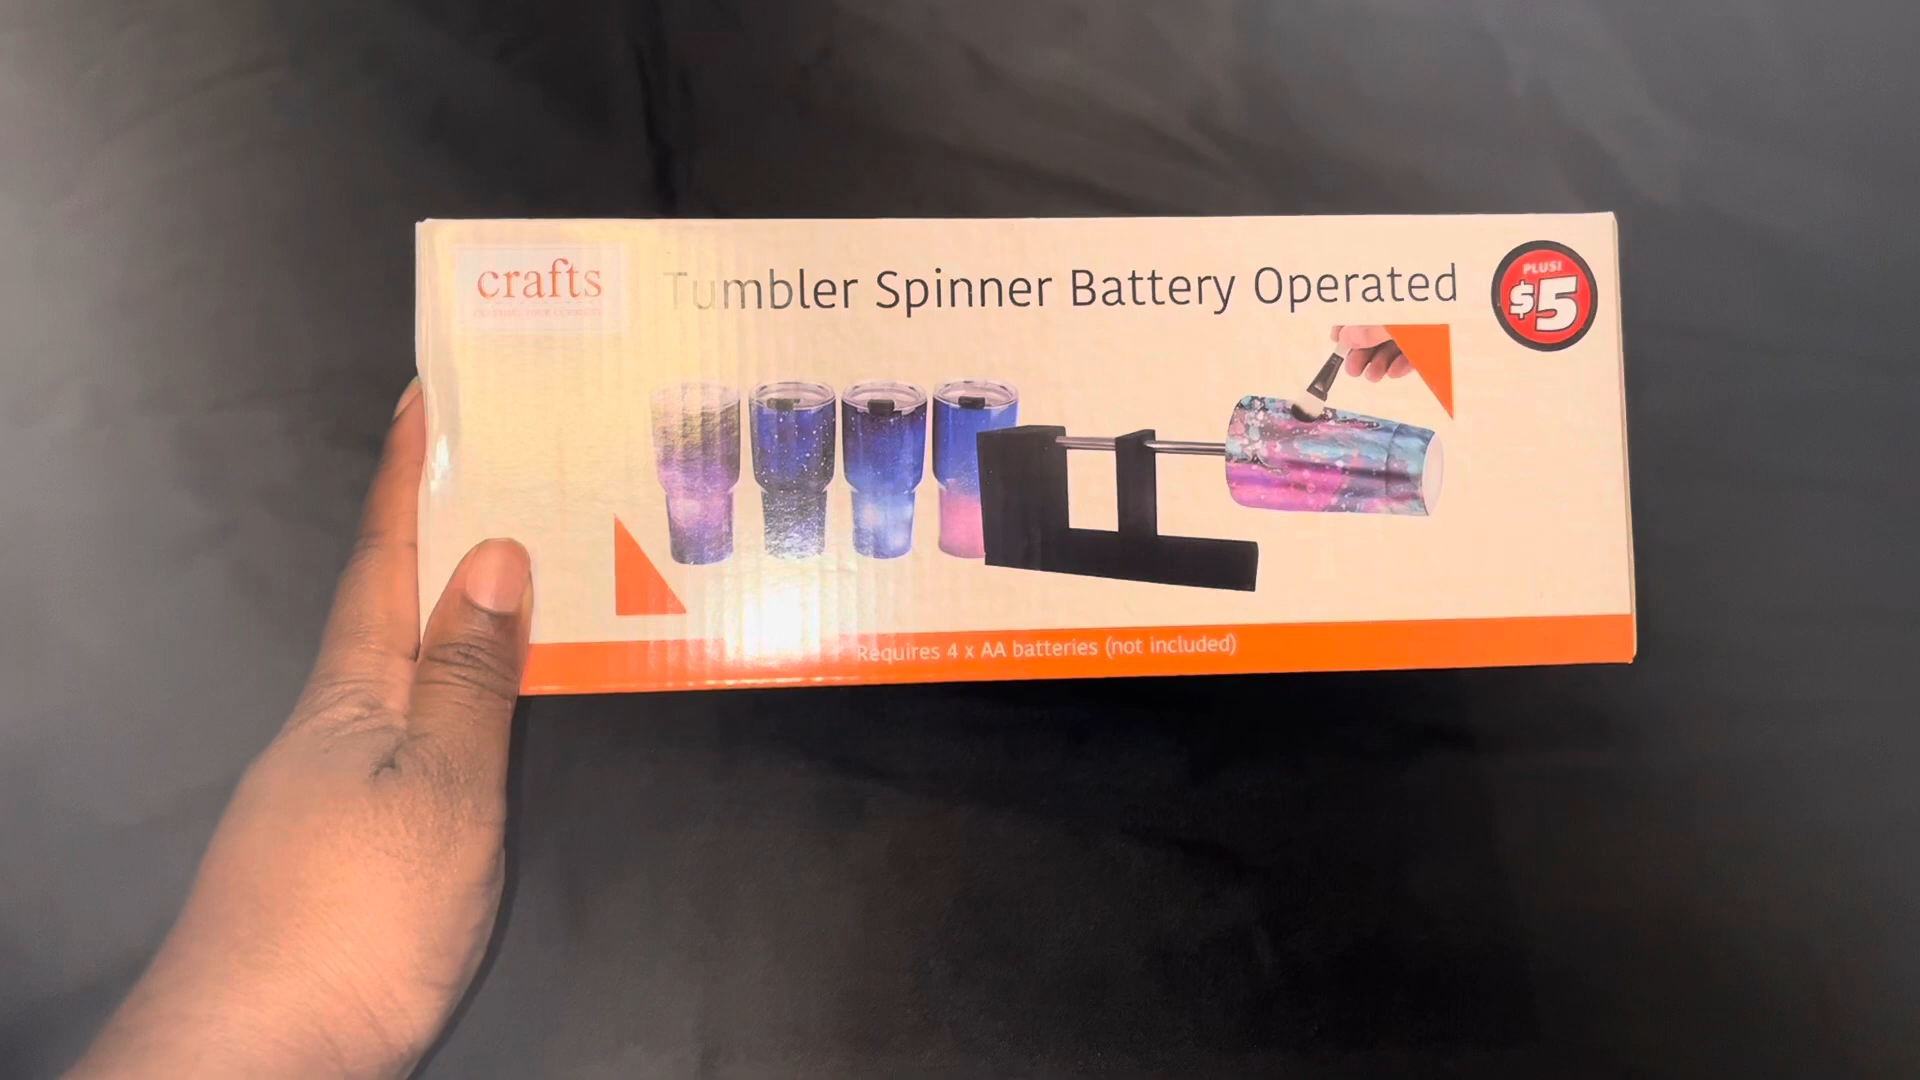 crafts
Tumbler Spinner Battery Operated
PLUS!
$5
Requires 4 x AA batteries (not included)